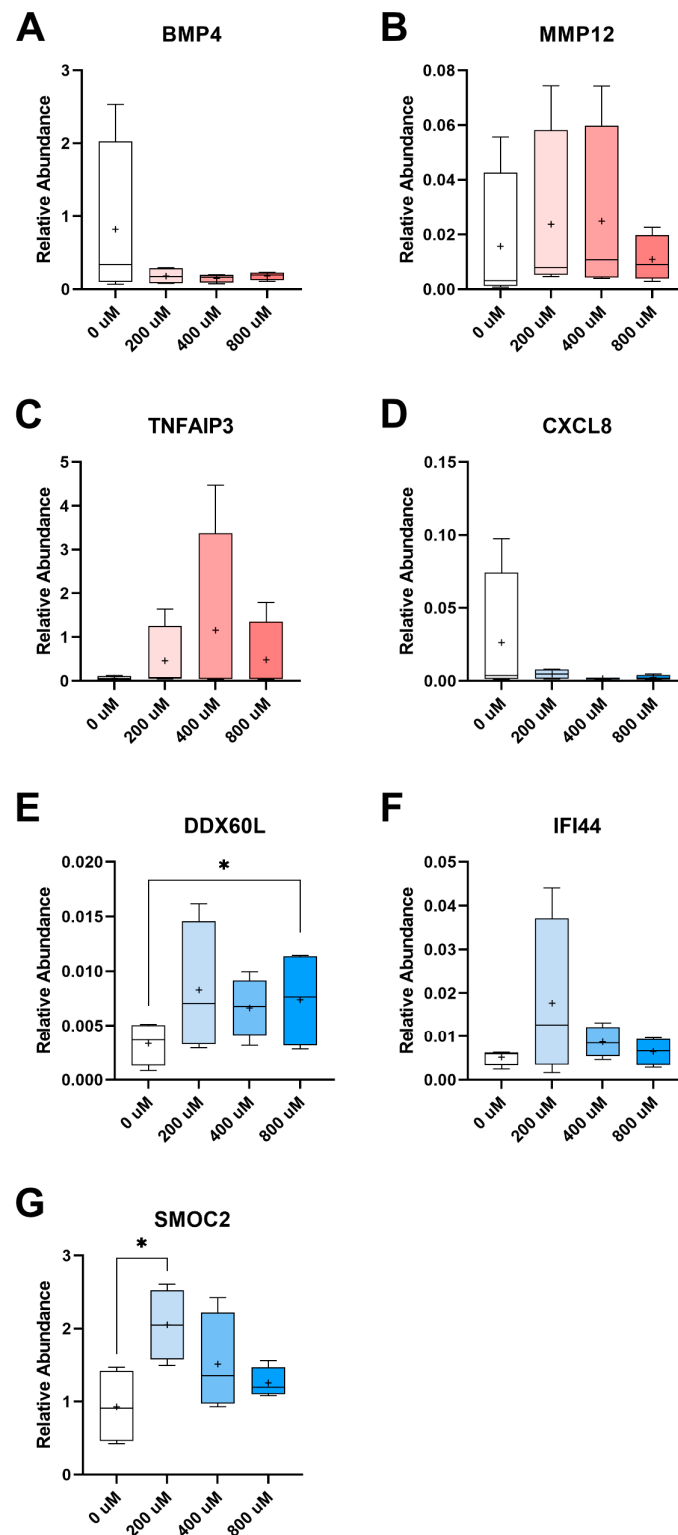 A
BMP4
Relative Abundance
3
2
1
0
0 uM
200 uM
400 uM
800 uM
B
MMP12
Relative Abundance
0.08
0.06
0.04
0.02
0.00
0 uM
200 uM
400 uM
800 uM
C
TNFAIP3
Relative Abundance
5
4
3
2
1
0
0 uM
200 uM
400 uM
800 uM
D
CXCL8
Relative Abundance
0.15
0.10
0.05
0.00
0 uM
200 uM
400 uM
800 uM
E
DDX60L
Relative Abundance
0.020
0.015
0.010
0.005
0.000
*
0 uM
200 uM
400 uM
800 uM
F
IFI44
Relative Abundance
0.05
0.04
0.03
0.02
0.01
0.00
0 uM
200 uM
400 uM
800 uM
G
SMOC2
Relative Abundance
3
2
1
0
*
0 uM
200 uM
400 uM
800 uM